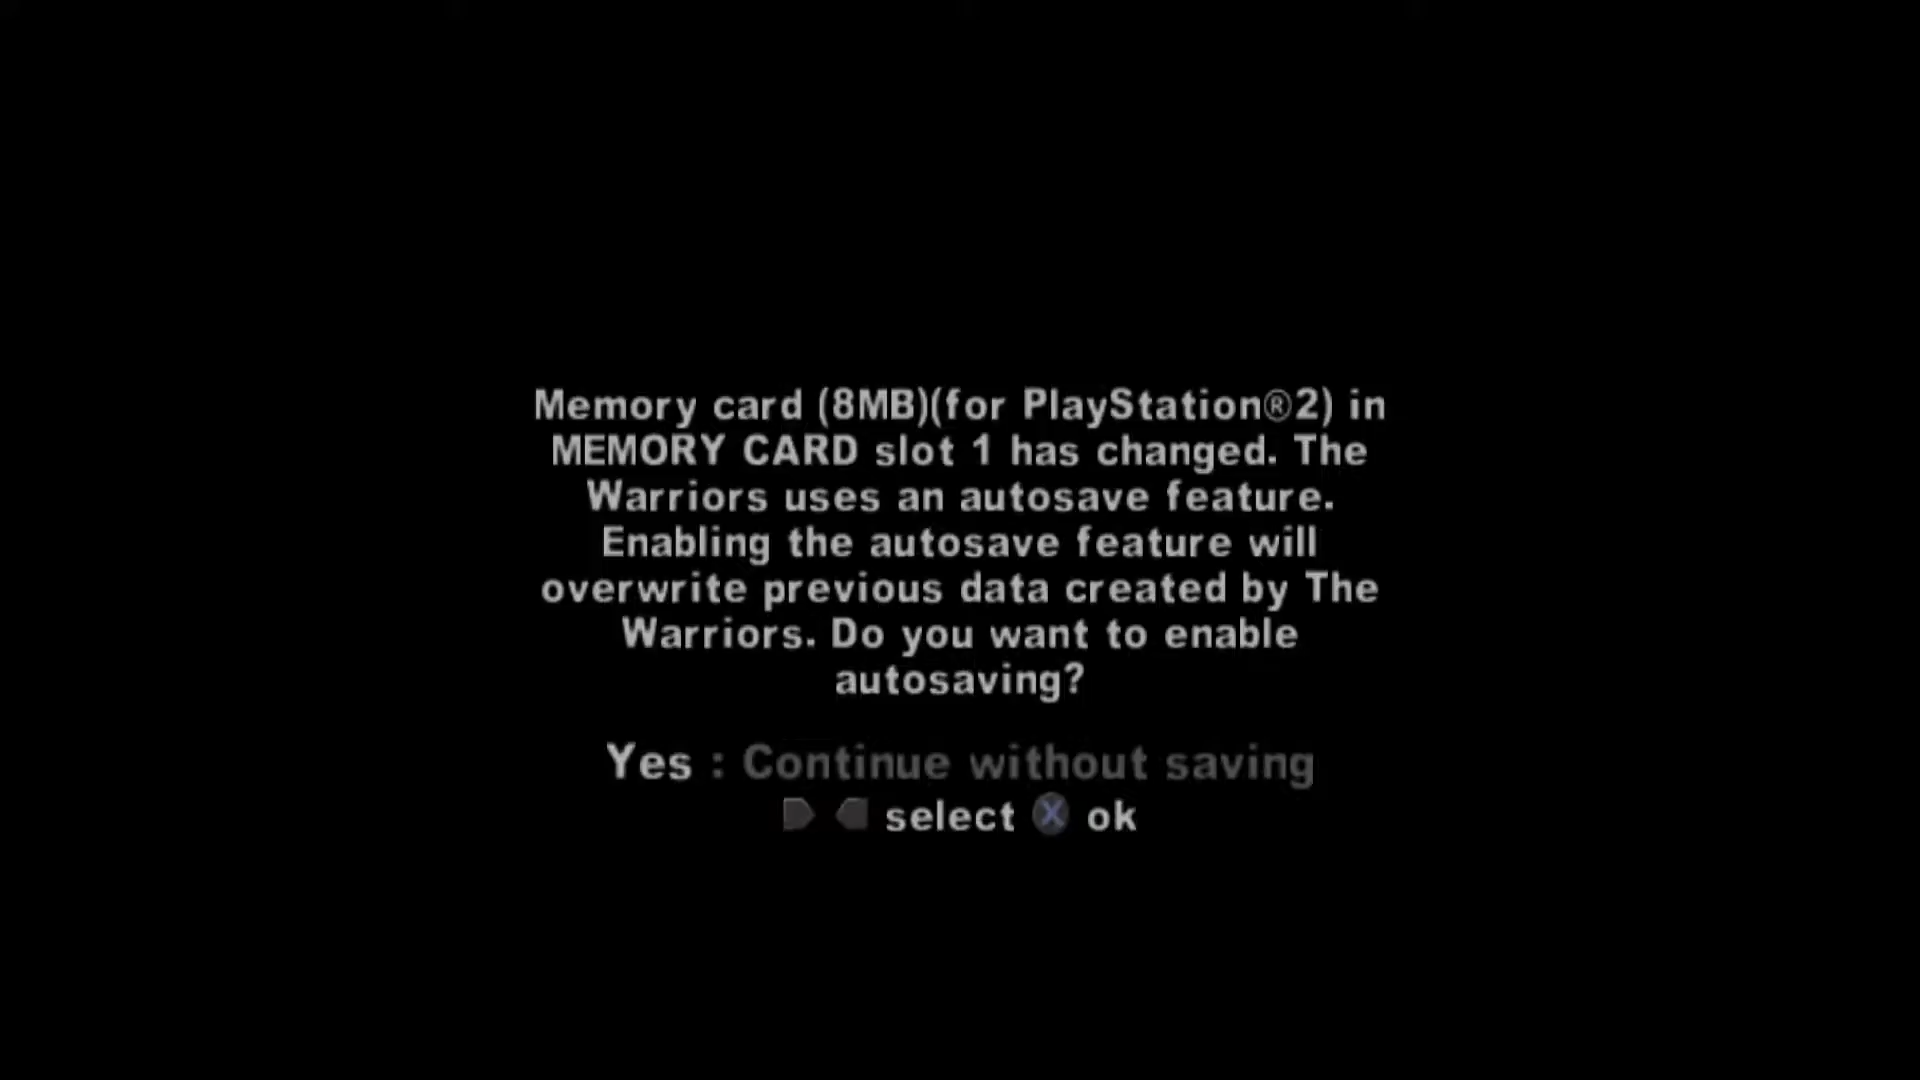 Memory card (8MB)(for PlayStation®2) in
MEMORY CARD slot 1 has changed. The
Warriors uses an autosave feature.
Enabling the autosave feature will
overwrite previous data created by The
Warriors. Do you want to enable
autosaving?
Yes : Continue without saving
select X ok